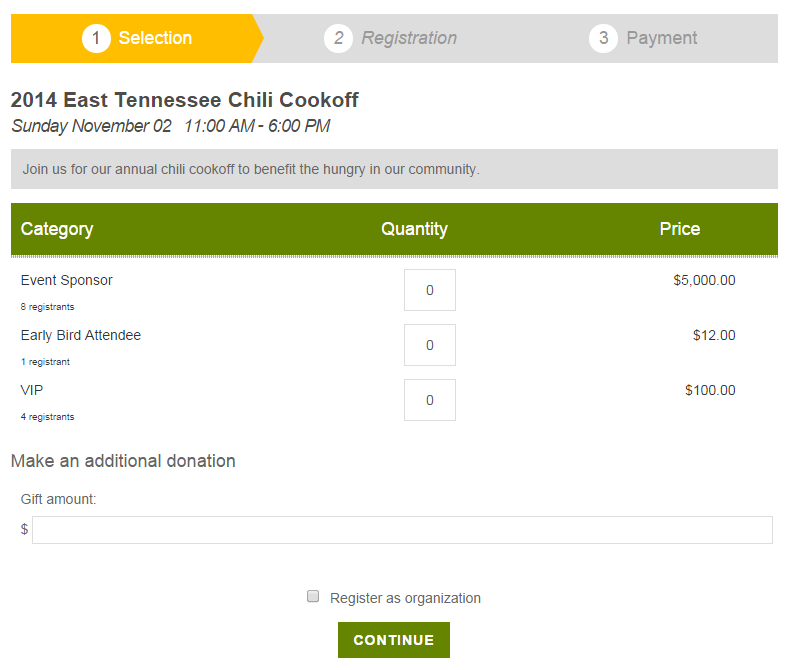 1 Selection 2 Registration 3 Payment
2014 East Tennessee Chili Cookoff
Sunday November 02 11:00 AM - 6:00 PM
Join us for our annual chili cookoff to benefit the hungry in our community.
Category Quantity Price
Event Sponsor 0 $5,000.00
8 registrants
Early Bird Attendee 0 $12.00
1 registrant
VIP 0 $100.00
4 registrants
Make an additional donation
Gift amount:
$
Register as organization
CONTINUE